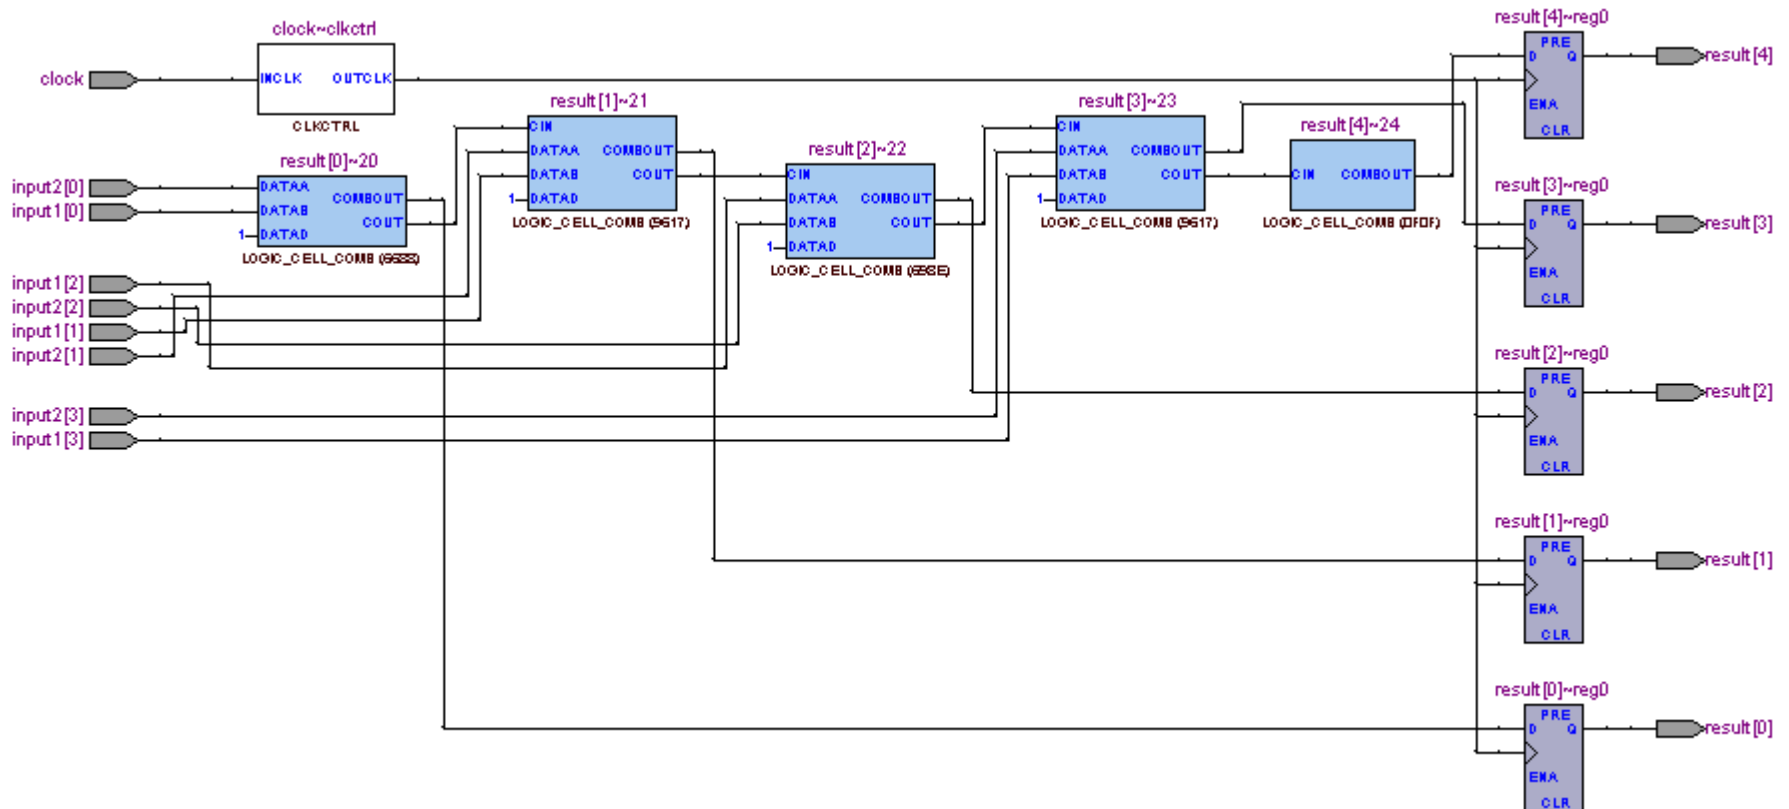 clock~clkctrl
clock
INCLK OUTCLK
CLKCTRL
result[0]~20
input2[0]
input1[0]
DATAA
DATAB
DATAD
COMBOUT
COUT
1
LOGIC_CELL_COMB (6688)
input1[2]
input2[2]
input1[1]
input2[1]
input2[3]
input1[3]
result[1]~21
CIN
DATAA COMBOUT
DATAB COUT
1 DATAD
LOGIC_CELL_COMB (9617)
result[2]~22
CIN
DATAA COMBOUT
DATAB COUT
1 DATAD
LOGIC_CELL_COMB (698E)
result[3]~23
CIN
DATAA COMBOUT
DATAB COUT
1 DATAD
LOGIC_CELL_COMB (9617)
result[4]~24
CIN COMBOUT
LOGIC_CELL_COMB (0F0F)
result[4]~reg0
PRE
D Q
ENA
CLR
result[4]
result[3]~reg0
PRE
D Q
ENA
CLR
result[3]
result[2]~reg0
PRE
D Q
ENA
CLR
result[2]
result[1]~reg0
PRE
D Q
ENA
CLR
result[1]
result[0]~reg0
PRE
D Q
ENA
CLR
result[0]